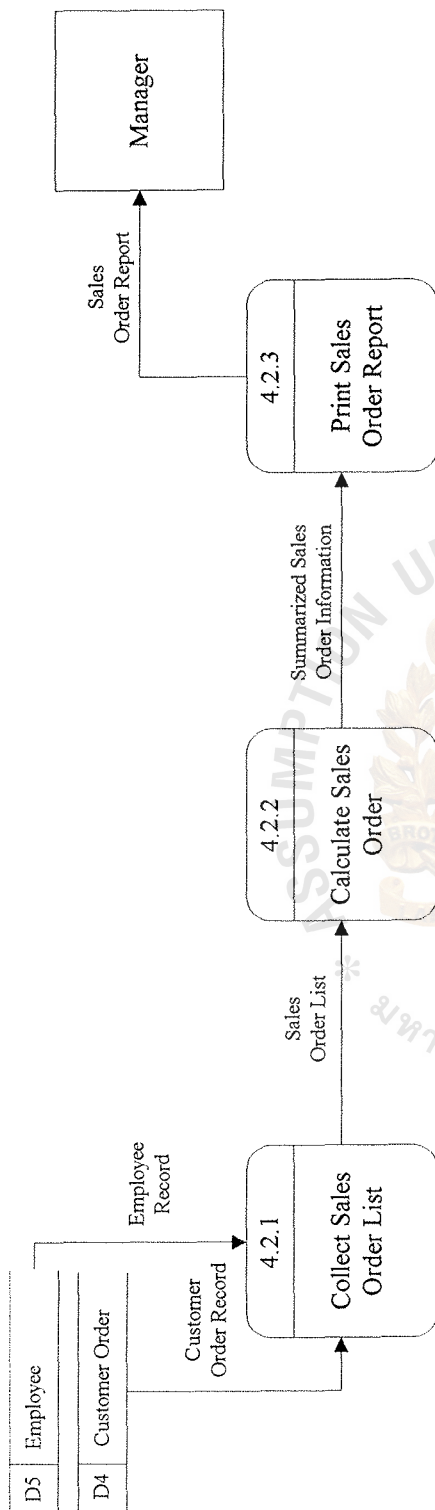 D5 Employee
D4 Customer Order
Employee
Record
Customer
Order Record
4.2.1
Collect Sales
Order List
Sales
Order List
4.2.2
Calculate Sales
Order
Summarized Sales
Order Information
4.2.3
Print Sales
Order Report
Sales
Order Report
Manager
ASSUMPTION